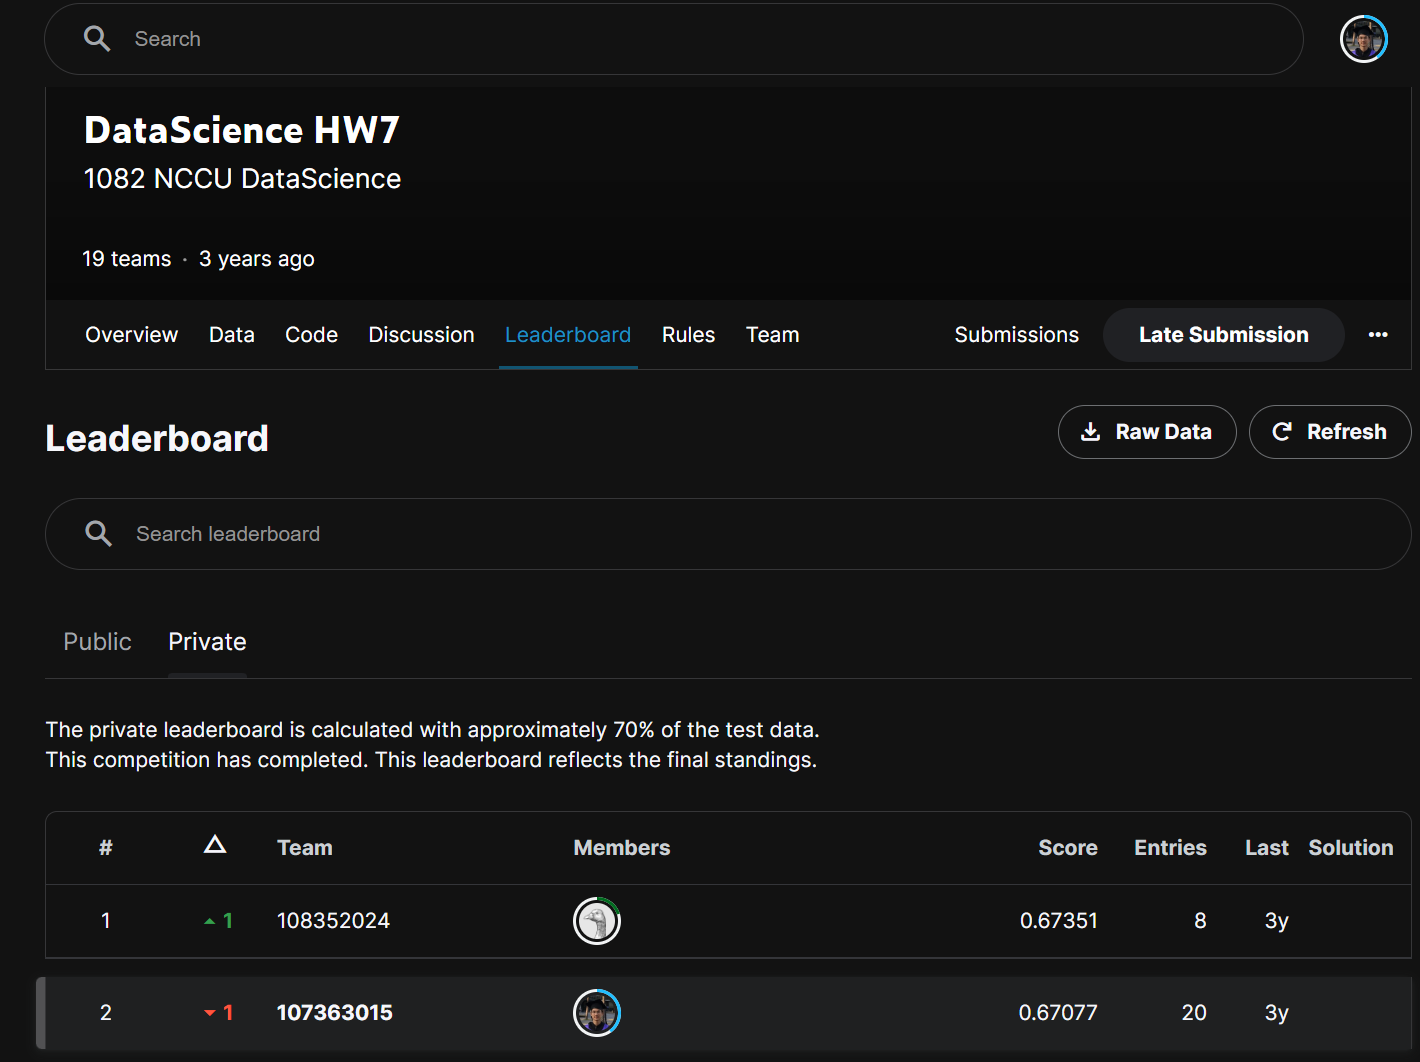 Search
DataScience HW7
1082 NCCU DataScience
19 teams · 3 years ago
Overview Data Code Discussion Leaderboard Rules Team Submissions Late Submission
Leaderboard Raw Data Refresh
Search leaderboard
Public Private
The private leaderboard is calculated with approximately 70% of the test data.
This competition has completed. This leaderboard reflects the final standings.
# △ Team Members Score Entries Last Solution
1 1 108352024 0.67351 8 3y
2 1 107363015 0.67077 20 3y